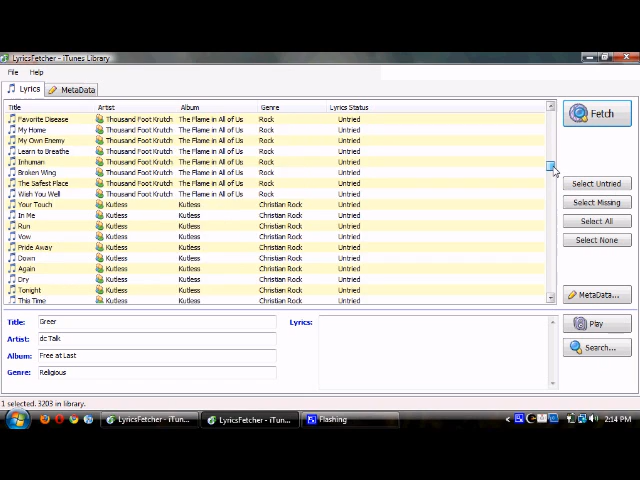 LyricsFetcher - iTunes Library
File Help
Lyrics MetaData
Title Artist Album Genre Lyrics Status
Favorite Disease Thousand Foot Krutch The Flame in All of Us Rock Untried
My Home Thousand Foot Krutch The Flame in All of Us Rock Untried
My Own Enemy Thousand Foot Krutch The Flame in All of Us Rock Untried
Learn to Breathe Thousand Foot Krutch The Flame in All of Us Rock Untried
Inhuman Thousand Foot Krutch The Flame in All of Us Rock Untried
Broken Wing Thousand Foot Krutch The Flame in All of Us Rock Untried
The Safest Place Thousand Foot Krutch The Flame in All of Us Rock Untried
Wish You Well Thousand Foot Krutch The Flame in All of Us Rock Untried
Your Touch Kutless Kutless Christian Rock Untried
In Me Kutless Kutless Christian Rock Untried
Run Kutless Kutless Christian Rock Untried
Vow Kutless Kutless Christian Rock Untried
Pride Away Kutless Kutless Christian Rock Untried
Down Kutless Kutless Christian Rock Untried
Again Kutless Kutless Christian Rock Untried
Dry Kutless Kutless Christian Rock Untried
Tonight Kutless Kutless Christian Rock Untried
This Time Kutless Kutless Christian Rock Untried
Fetch
Select Untried
Select Missing
Select All
Select None
MetaData...
Title: Greer
Artist: dc Talk
Album: Free at Last
Genre: Religious
Lyrics:
Play
Search...
1 selected. 3203 in library.
LyricsFetcher - iTun... LyricsFetcher - iTun... Flashing 2:14 PM